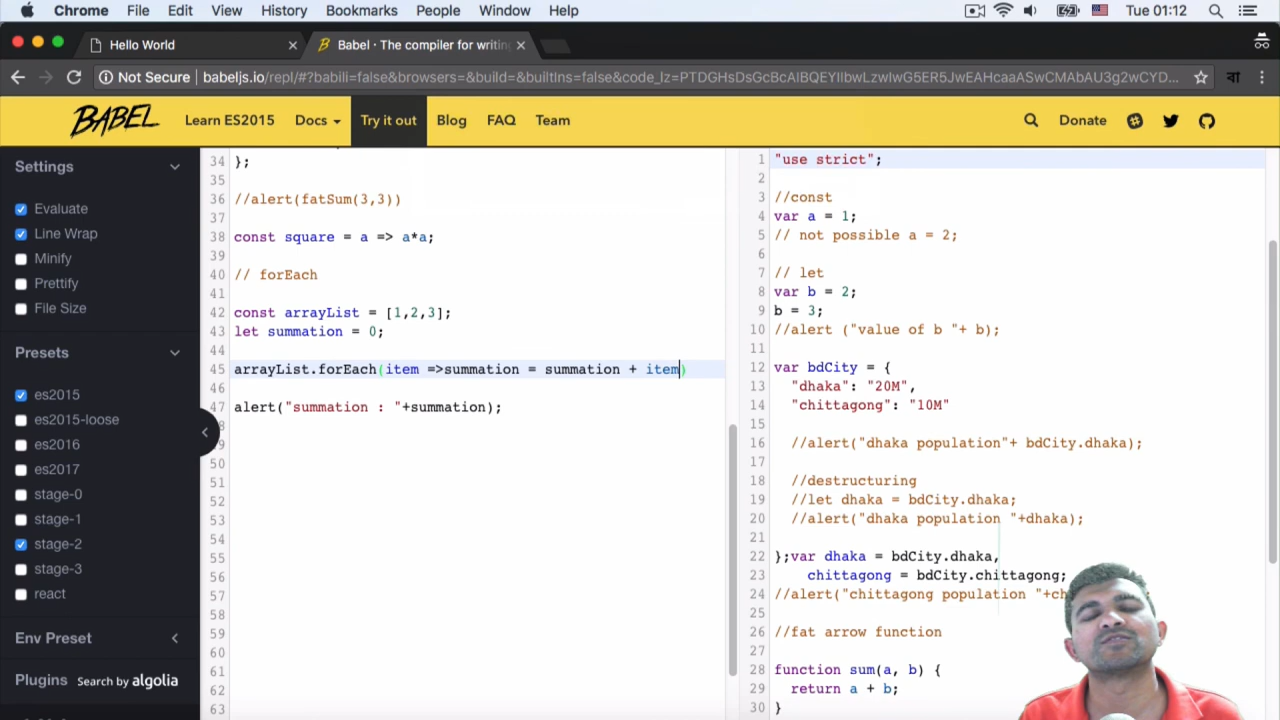 Chrome File Edit View History Bookmarks People Window Help Tue 01:12
Hello World × Babel · The compiler for writing ×
Not Secure | babeljs.io/repl/#?babili=false&browsers=&build=&builtIns=false&code_lz=PTDGHsDsGcBcAIBQEYIIbwLzwIwG5ER5JwEAHcaaASwCMAbAU3g2wCYD...
BABEL Learn ES2015 Docs Try it out Blog FAQ Team Donate
Settings
Evaluate
Line Wrap
Minify
Prettify
File Size
Presets
es2015
es2015-loose
es2016
es2017
stage-0
stage-1
stage-2
stage-3
react
Env Preset
Plugins Search by algolia
34 };
35
36 //alert(fatSum(3,3))
37
38 const square = a => a*a;
39
40 // forEach
41
42 const arrayList = [1,2,3];
43 let summation = 0;
44
45 arrayList.forEach(item =>summation = summation + item)
46
47 alert("summation : "+summation);
49
50
51
52
53
54
55
56
57
58
59
60
61
62
63
1 "use strict";
2
3 //const
4 var a = 1;
5 // not possible a = 2;
6
7 // let
8 var b = 2;
9 b = 3;
10 //alert ("value of b "+ b);
11
12 var bdCity = {
13 "dhaka": "20M",
14 "chittagong": "10M"
15
16 //alert("dhaka population"+ bdCity.dhaka);
17
18 //destructuring
19 //let dhaka = bdCity.dhaka;
20 //alert("dhaka population "+dhaka);
21
22 };var dhaka = bdCity.dhaka,
23 chittagong = bdCity.chittagong;
24 //alert("chittagong population "+c
25
26 //fat arrow function
27
28 function sum(a, b) {
29 return a + b;
30 }